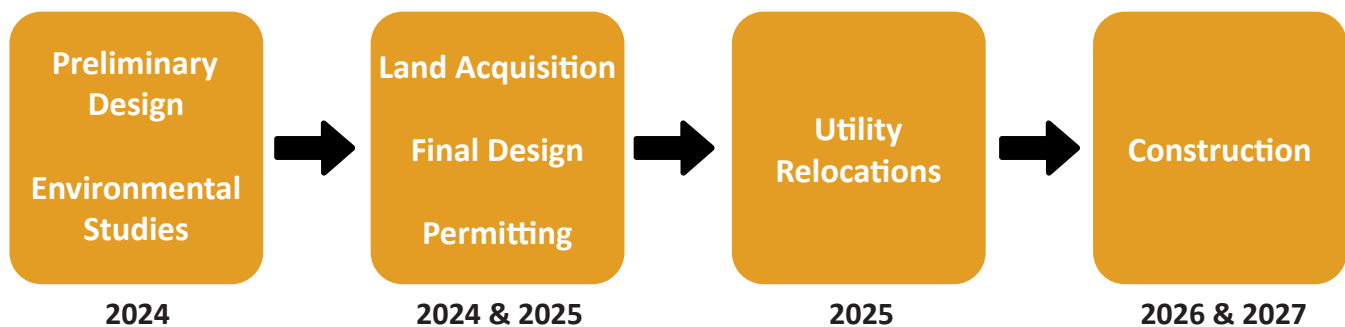 Preliminary
Design
Environmental
Studies
2024
Land Acquisition
Final Design
Permitting
2024 & 2025
Utility
Relocations
2025
Construction
2026 & 2027